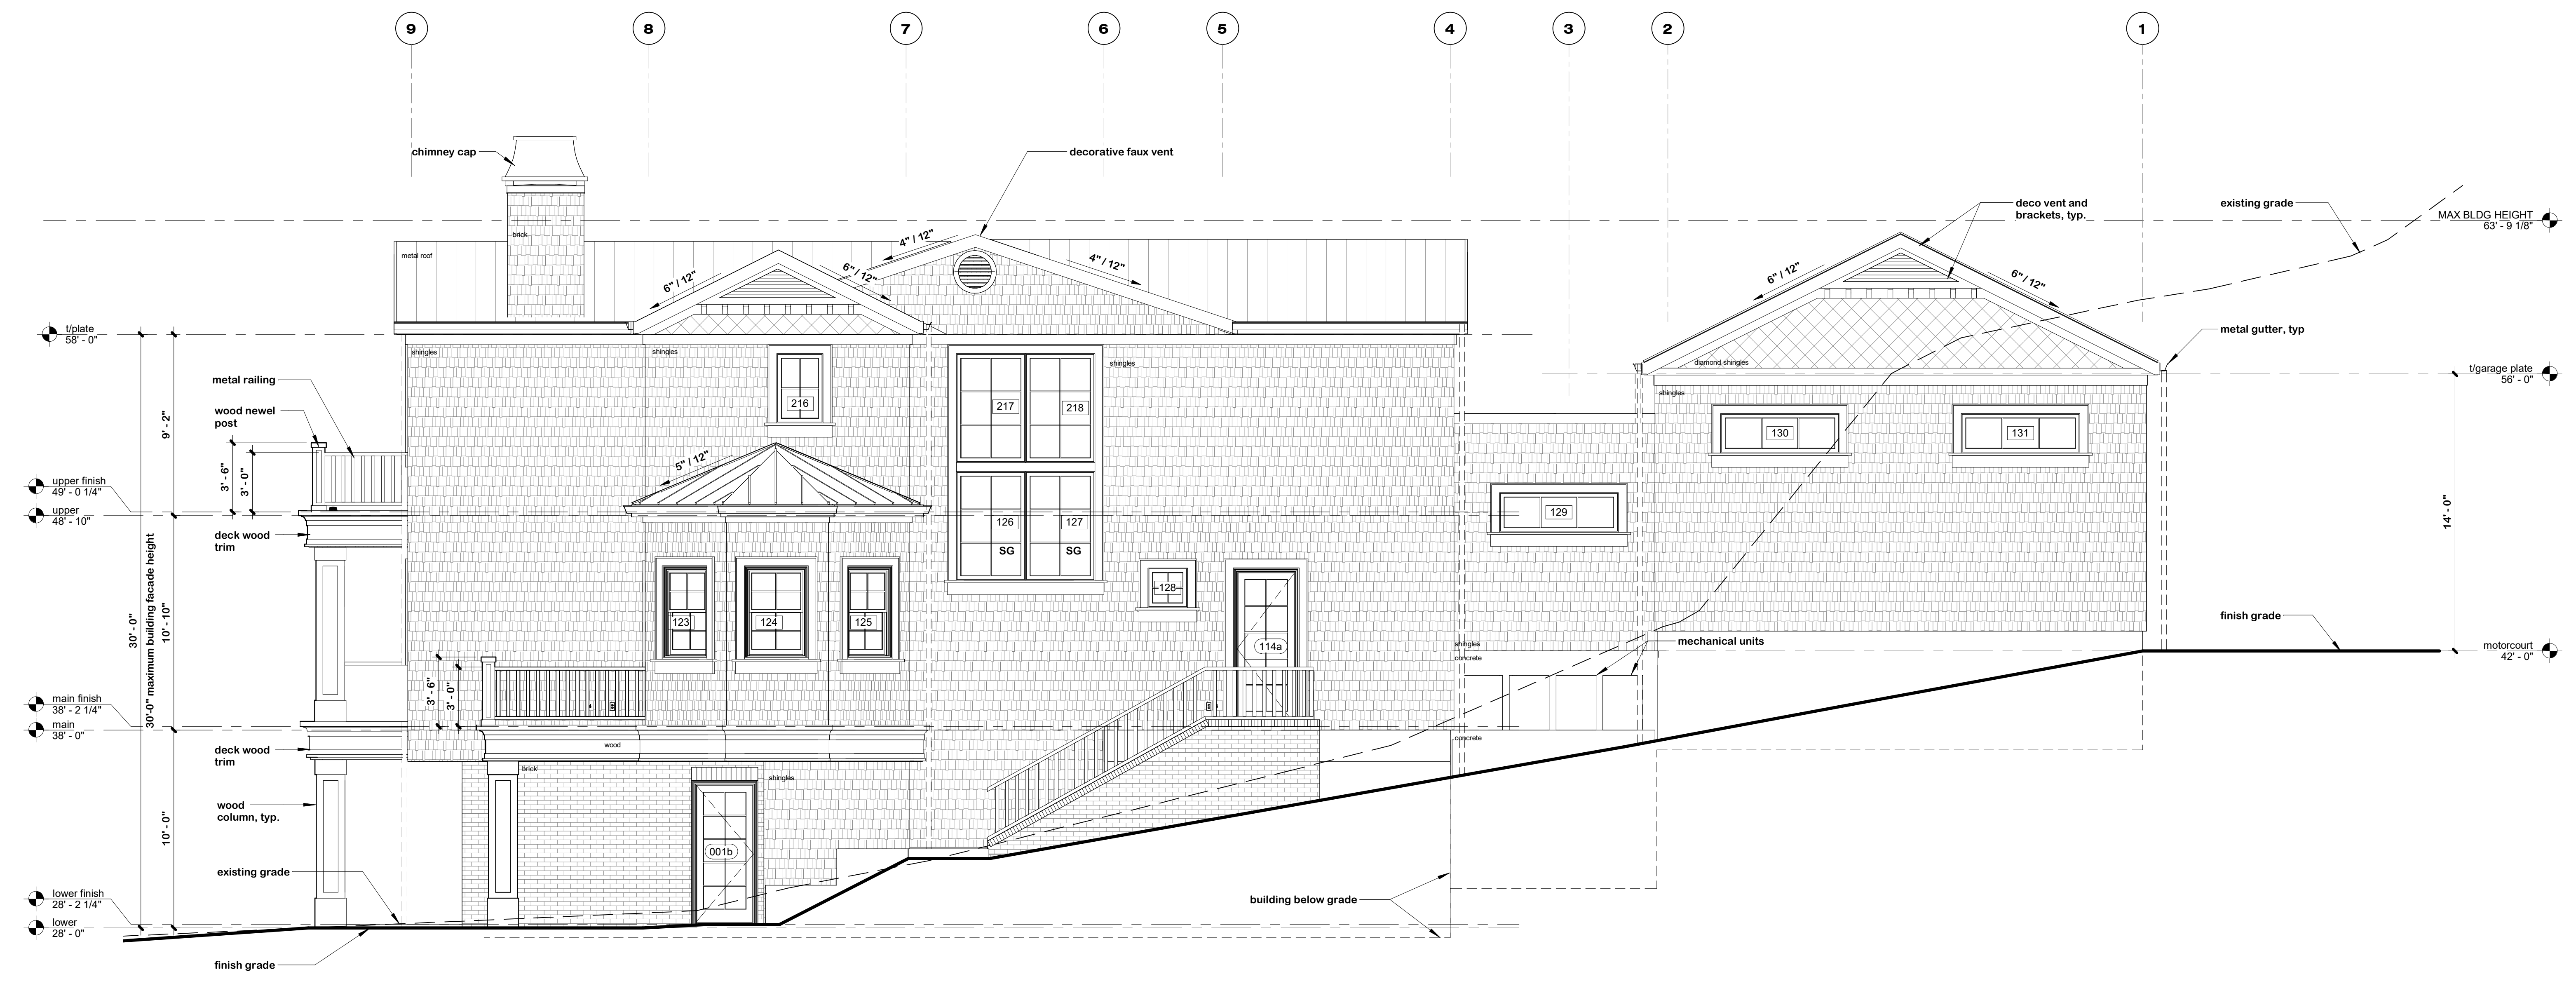 9
8
7
6
5
4
3
2
1
chimney cap
decorative faux vent
deco vent and
brackets, typ.
existing grade
MAX BLDG HEIGHT
63' - 9 1/8"
brick
metal roof
4" / 12"
4" / 12"
6" / 12"
6" / 12"
6" / 12"
6" / 12"
t/plate
58' - 0"
metal gutter, typ
shingles
shingles
shingles
diamond shingles
t/garage plate
56' - 0"
metal railing
shingles
wood newel
post
216
217
218
130
131
9' - 2"
3' - 6"
3' - 0"
5" / 12"
upper finish
49' - 0 1/4"
upper
48' - 10"
129
14' - 0"
126
127
SG
SG
deck wood
trim
30' - 0"
30'-0" maximum building facade height
10' - 10"
128
123
124
125
finish grade
114a
shingles
concrete
mechanical units
motorcourt
42' - 0"
3' - 6"
3' - 0"
main finish
38' - 2 1/4"
main
38' - 0"
wood
concrete
deck wood
trim
brick
shingles
wood
column, typ.
10' - 0"
001b
existing grade
lower finish
28' - 2 1/4"
building below grade
lower
28' - 0"
finish grade